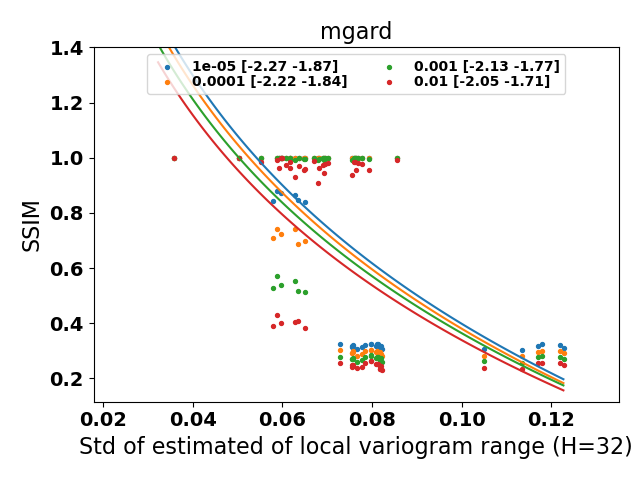 mgard
1e-05 [-2.27 -1.87]
0.0001 [-2.22 -1.84]
0.001 [-2.13 -1.77]
0.01 [-2.05 -1.71]
SSIM
1.4
1.2
1.0
0.8
0.6
0.4
0.2
0.02 0.04 0.06 0.08 0.10 0.12
Std of estimated of local variogram range (H=32)